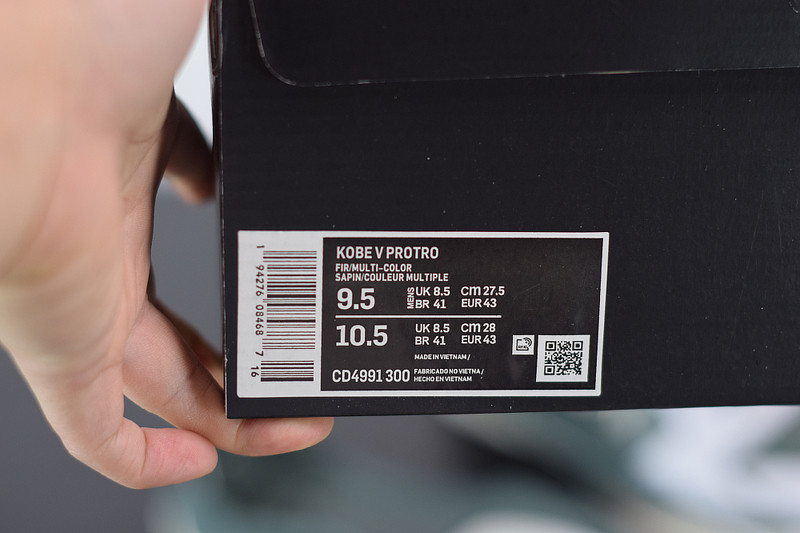 KOBE V PROTRO
FIR/MULTI-COLOR
SAPIN/COULEUR MULTIPLE
9.5 MENS UK 8.5 CM 27.5
BR 41 EUR 43
10.5 UK 8.5 CM 28
BR 41 EUR 43
MADE IN VIETNAM /
CD4991 300 FABRICADO NO VIETNA /
HECHO EN VIETNAM
1 94276 08468 7 16